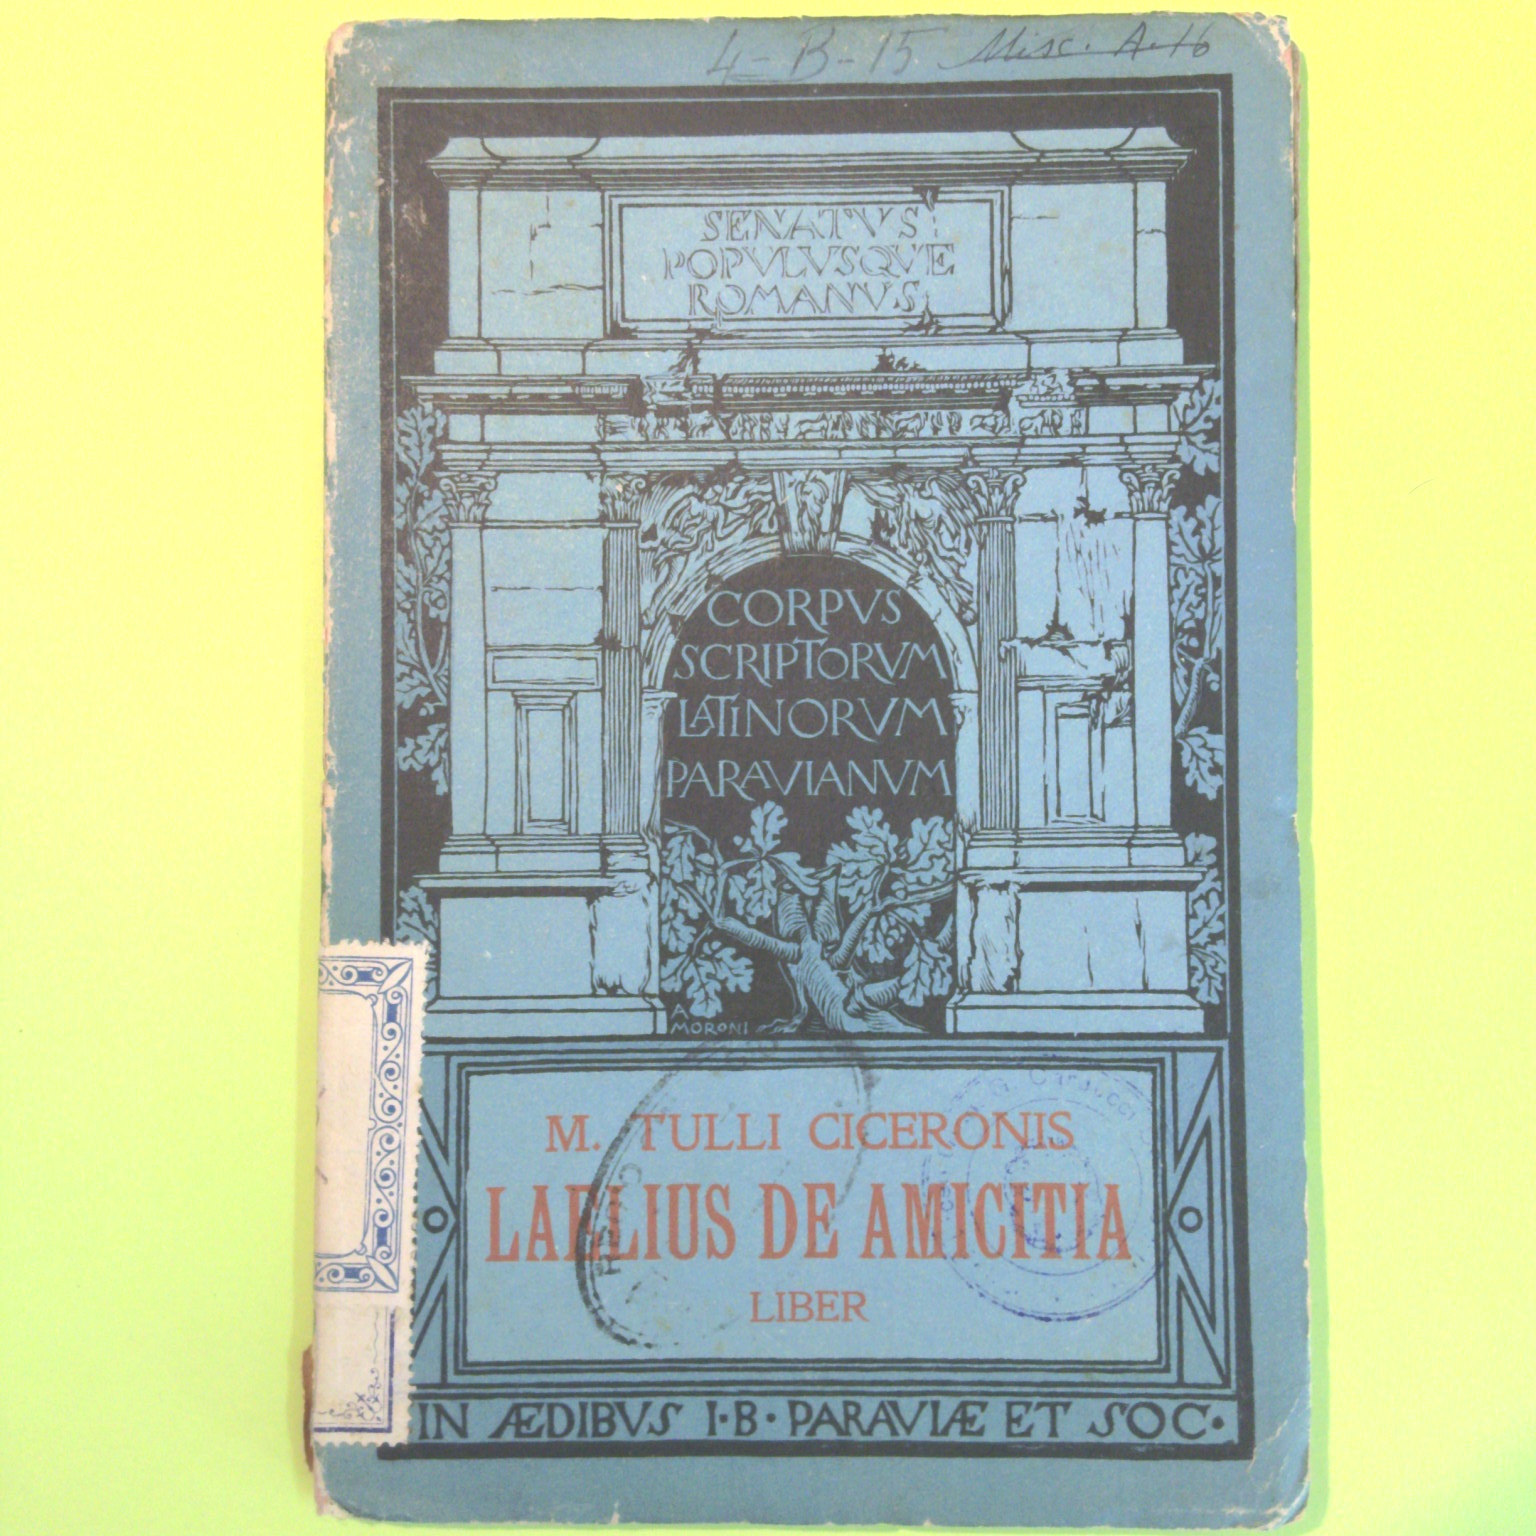 4-B-15 Misc. A.16
SENATVS
POPVLVSQVE
ROMANVS
CORPVS
SCRIPTORVM
LATINORVM
PARAVIANVM
A
MORONI
M. TULLI CICERONIS
LAELIUS DE AMICITIA
LIBER
IN ÆDIBVS I·B·PARAVIÆ ET SOC·